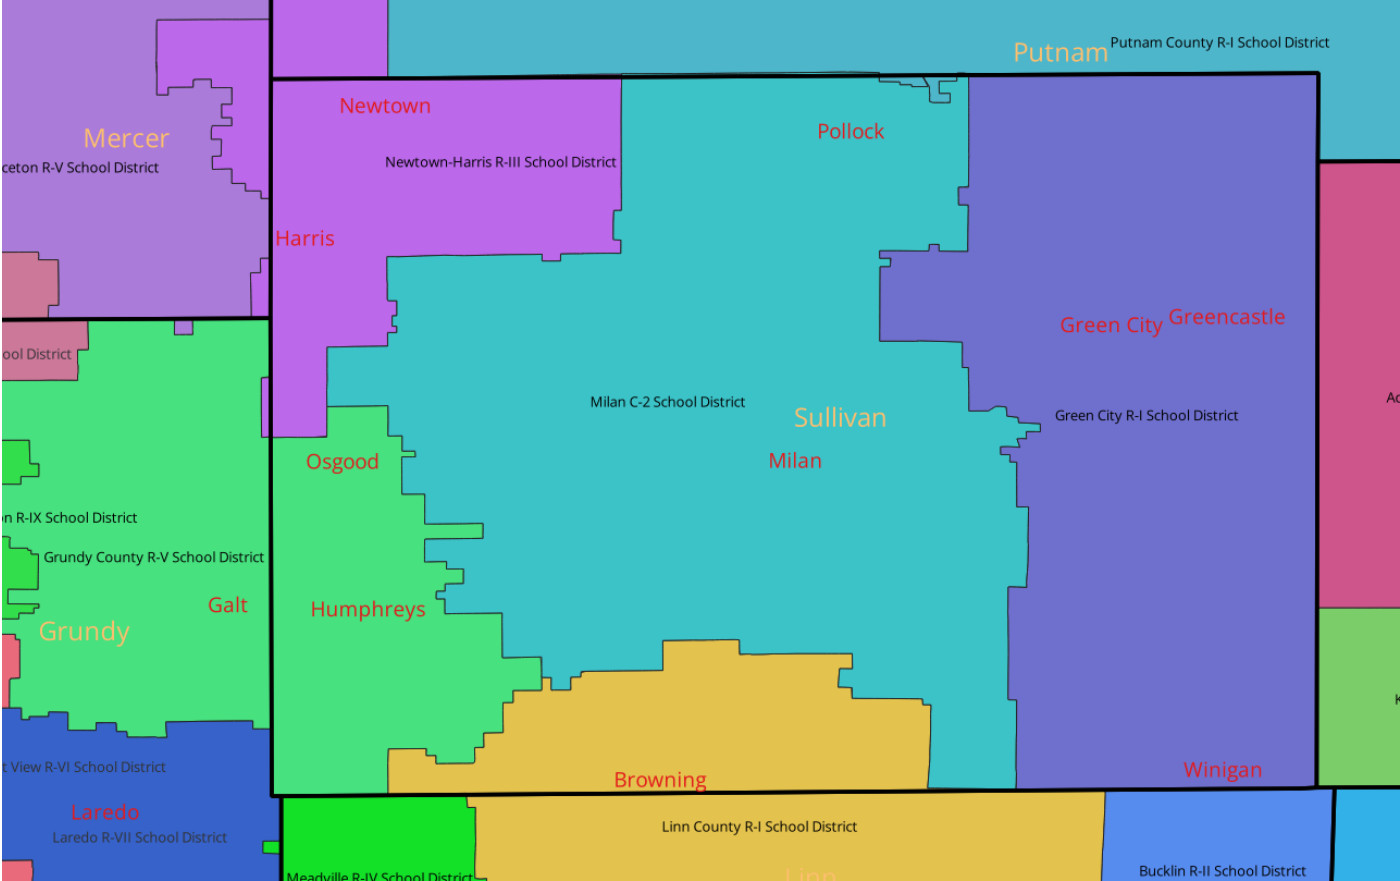 Putnam County R-I School District
Putnam
Newtown
Pollock
Mercer
Newtown-Harris R-III School District
ceton R-V School District
Harris
Greencastle
Green City
ool District
Milan C-2 School District
Sullivan
Green City R-I School District
Osgood
Milan
n R-IX School District
Grundy County R-V School District
Galt
Humphreys
Grundy
t View R-VI School District
Winigan
Browning
Laredo
Linn County R-I School District
Laredo R-VII School District
Bucklin R-II School District
Meadville R-IV School District
Linn